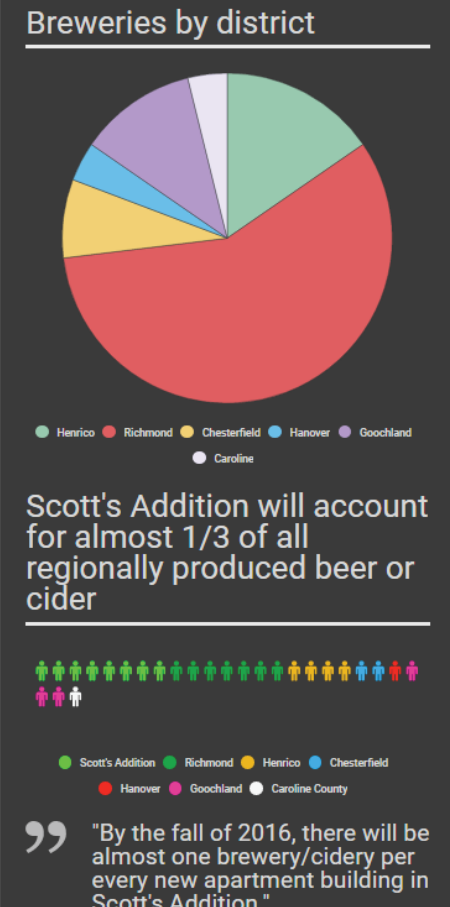 Breweries by district
Henrico Richmond Chesterfield Hanover Goochland
Caroline
Scott's Addition will account
for almost 1/3 of all
regionally produced beer or
cider
Scott's Addition Richmond Henrico Chesterfield
Hanover Goochland Caroline County
"By the fall of 2016, there will be
almost one brewery/cidery per
every new apartment building in
Scott's Addition."